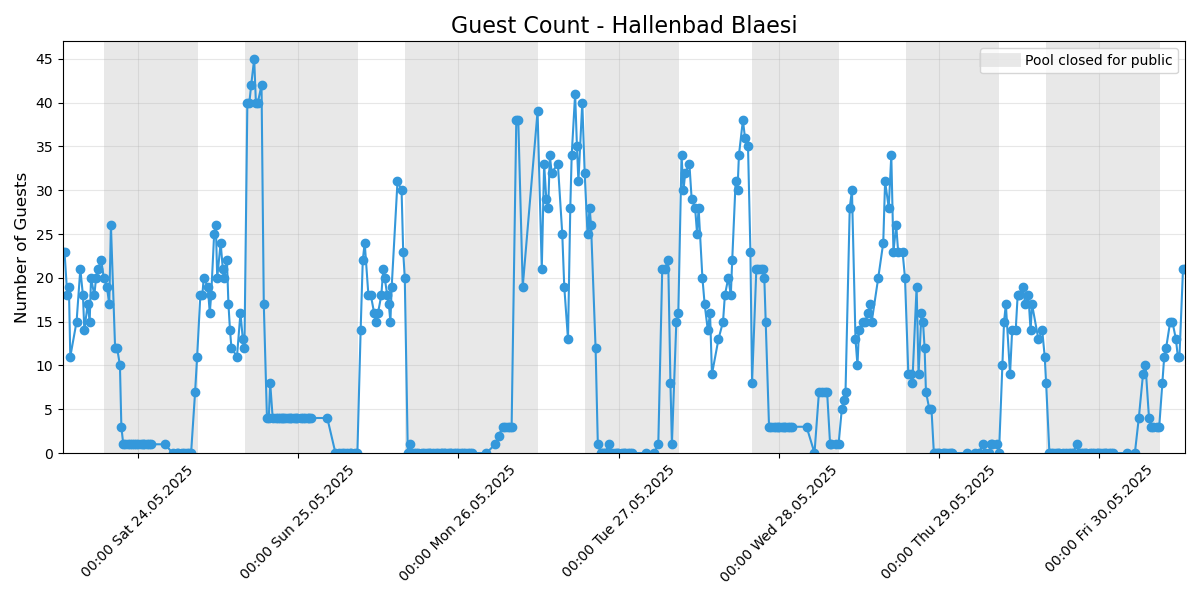 Guest Count - Hallenbad Blaesi
Pool closed for public
Number of Guests
45
40
35
30
25
20
15
10
5
0
00:00 Sat 24.05.2025
00:00 Sun 25.05.2025
00:00 Mon 26.05.2025
00:00 Tue 27.05.2025
00:00 Wed 28.05.2025
00:00 Thu 29.05.2025
00:00 Fri 30.05.2025